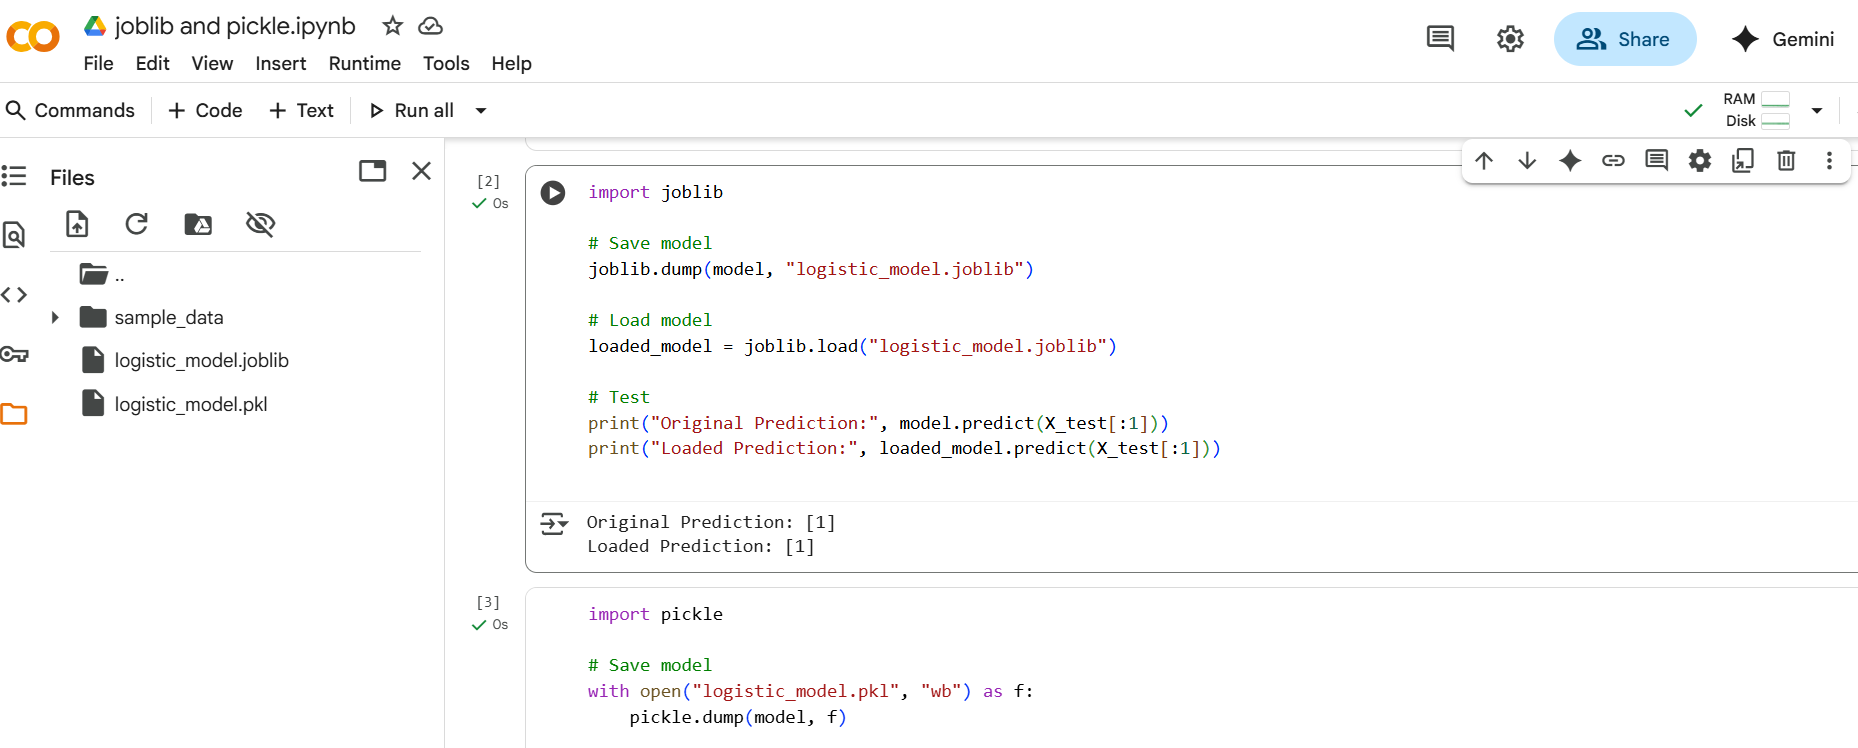 joblib and pickle.ipynb
File Edit View Insert Runtime Tools Help
Share
Gemini
Commands + Code + Text Run all
RAM
Disk
Files
..
sample_data
logistic_model.joblib
logistic_model.pkl
[2]
0s
import joblib
# Save model
joblib.dump(model, "logistic_model.joblib")
# Load model
loaded_model = joblib.load("logistic_model.joblib")
# Test
print("Original Prediction:", model.predict(X_test[:1]))
print("Loaded Prediction:", loaded_model.predict(X_test[:1]))
Original Prediction: [1]
Loaded Prediction: [1]
[3]
0s
import pickle
# Save model
with open("logistic_model.pkl", "wb") as f:
    pickle.dump(model, f)